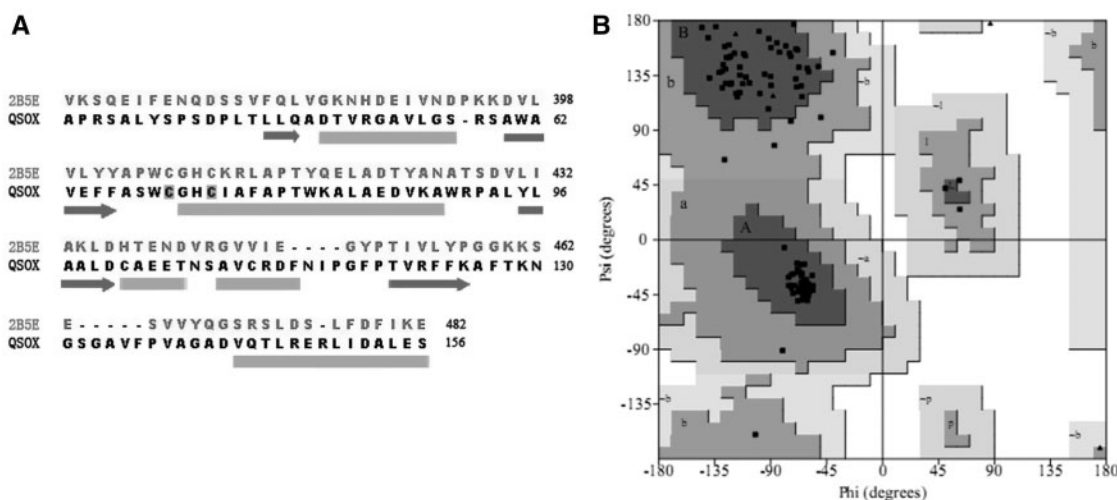 A
2B5E VKSQEIFENQDSSVFQLVGKNHDEIVNDPKKDVL 398
QSOX APRSALYSPSDPLTLLQADTVRGAVLGS-RSAWA 62
2B5E VLYYAPWCGHCKRLAPTYQELADTYANATSDVLI 432
QSOX VEFFASWCGHCIAFAPTWKALAEDVKAWRPALYL 96
2B5E AKLDHTENDVRGVVIE----GYPTIVLYPGGKKS 462
QSOX AALDCAEETNSAVCRDFNIPGFPTVRFFKAFTKN 130
2B5E E-----SVVYQGSRSLDS-LFDFIKE 482
QSOX GSGAVFPVAGADVQTLRERLIDALES 156
B
Psi (degrees)
180
135
90
45
0
-45
-90
-135
B
b
~b
~b
b
~l
l
a
A
~a
~b
b
~p
p
~b
-180 -135 -90 -45 0 45 90 135 180
Phi (degrees)